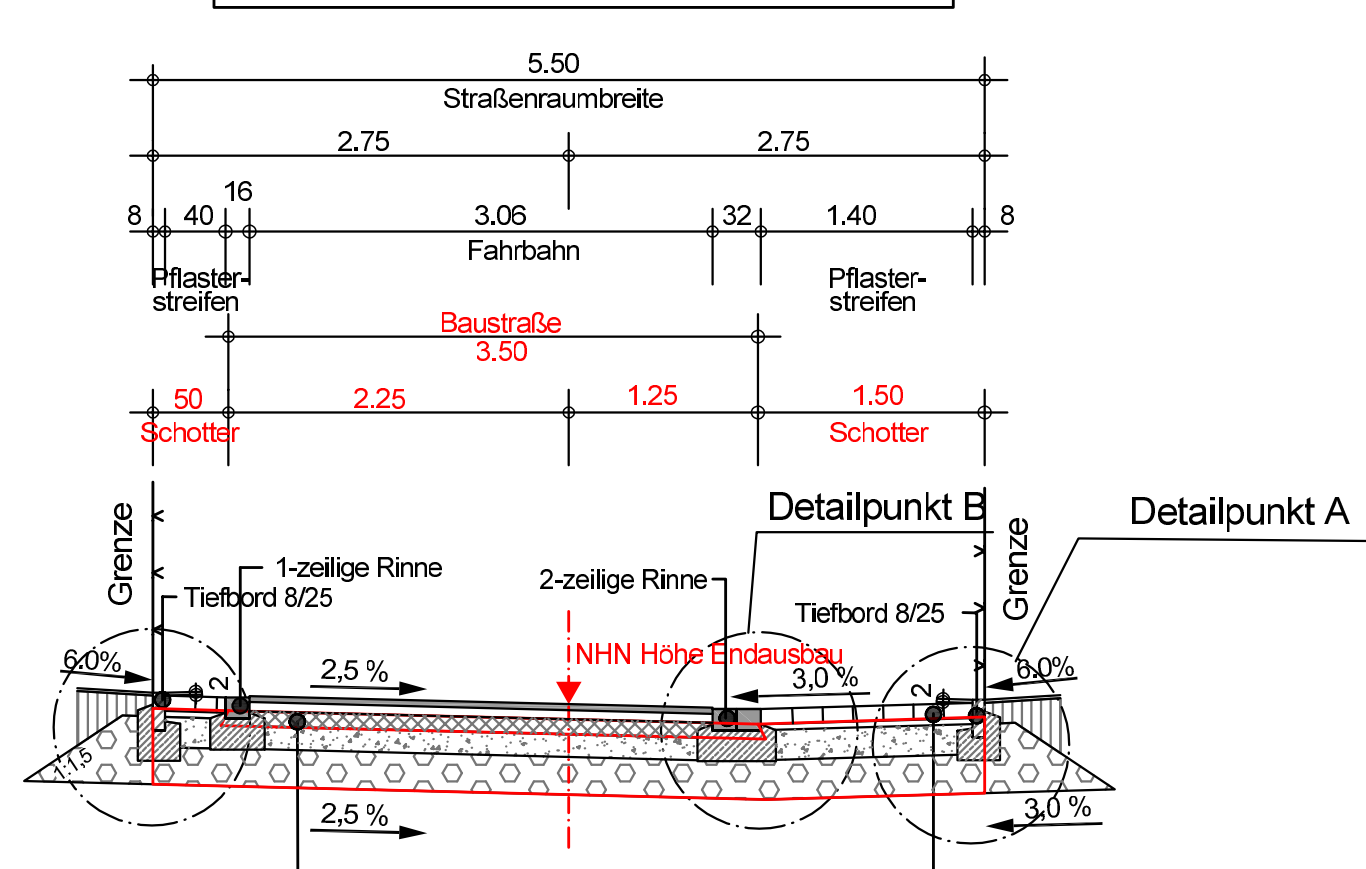 5.50
Straßenraumbreite
2.75
2.75
16
8
40
3.06
32
1.40
8
Fahrbahn
Pflaster-
streifen
Pflaster-
streifen
Baustraße
3.50
50
2.25
1.25
1.50
Schotter
Schotter
Detailpunkt B
Detailpunkt A
Grenze
Grenze
1-zeilige Rinne
2-zeilige Rinne
Tiefbord 8/25
Tiefbord 8/25
NHN Höhe Endausbau
6.0%
2
2,5 %
3,0 %
2
6.0%
1:1,5
2,5 %
3,0 %